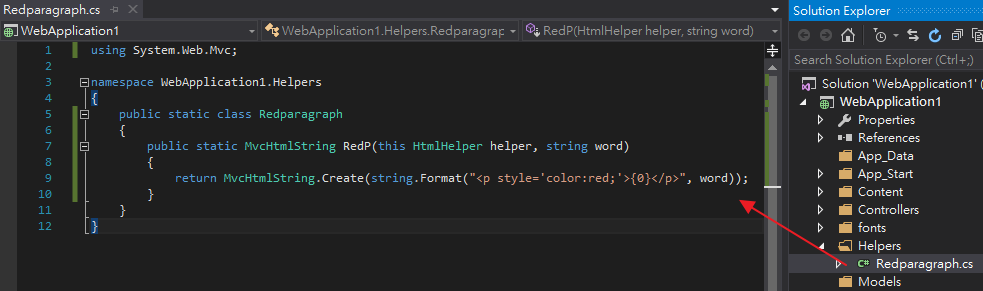 Redparagraph.cs
WebApplication1
WebApplication1.Helpers.Redparagrap
RedP(HtmlHelper helper, string word)
1 using System.Web.Mvc;
2
3 namespace WebApplication1.Helpers
4 {
5 public static class Redparagraph
6 {
7 public static MvcHtmlString RedP(this HtmlHelper helper, string word)
8 {
9 return MvcHtmlString.Create(string.Format("<p style='color:red;'>{0}</p>", word));
10 }
11 }
12 }
Solution Explorer
Search Solution Explorer (Ctrl+;)
Solution 'WebApplication1' (
WebApplication1
Properties
References
App_Data
App_Start
Content
Controllers
fonts
Helpers
C# Redparagraph.cs
Models